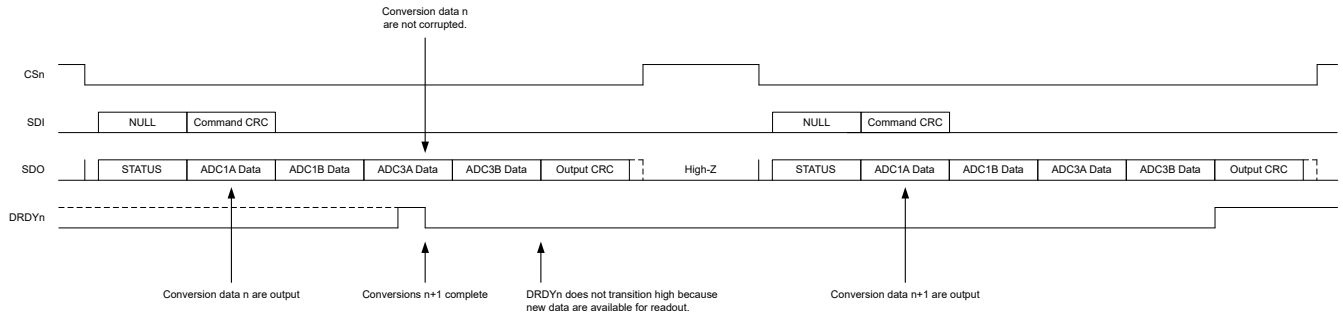 Conversion data n
are not corrupted.
CSn
SDI
NULL
Command CRC
NULL
Command CRC
SDO
STATUS
ADC1A Data
ADC1B Data
ADC3A Data
ADC3B Data
Output CRC
High-Z
STATUS
ADC1A Data
ADC1B Data
ADC3A Data
ADC3B Data
Output CRC
DRDYn
Conversion data n are output
Conversions n+1 complete
DRDYn does not transition high because
new data are available for readout.
Conversion data n+1 are output